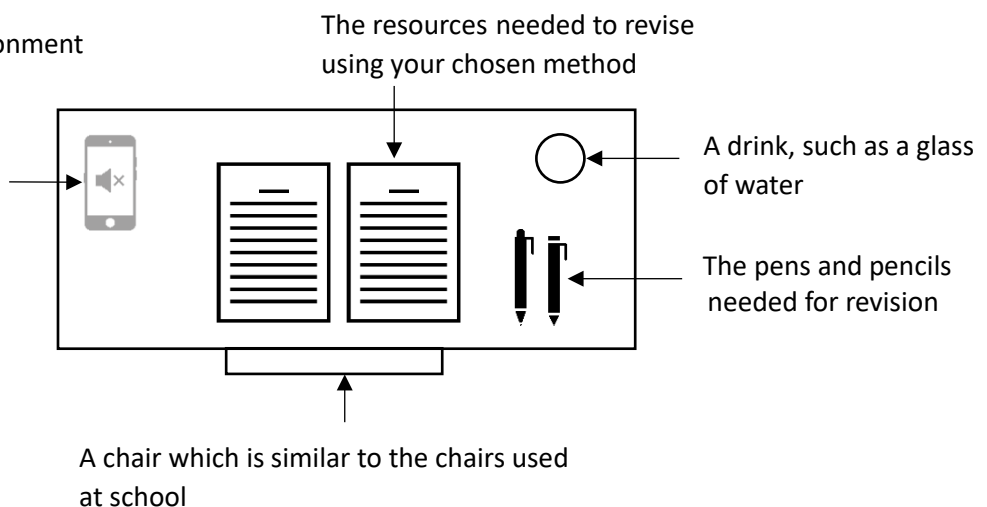 The resources needed to revise
using your chosen method
A drink, such as a glass
of water
The pens and pencils
needed for revision
A chair which is similar to the chairs used
at school